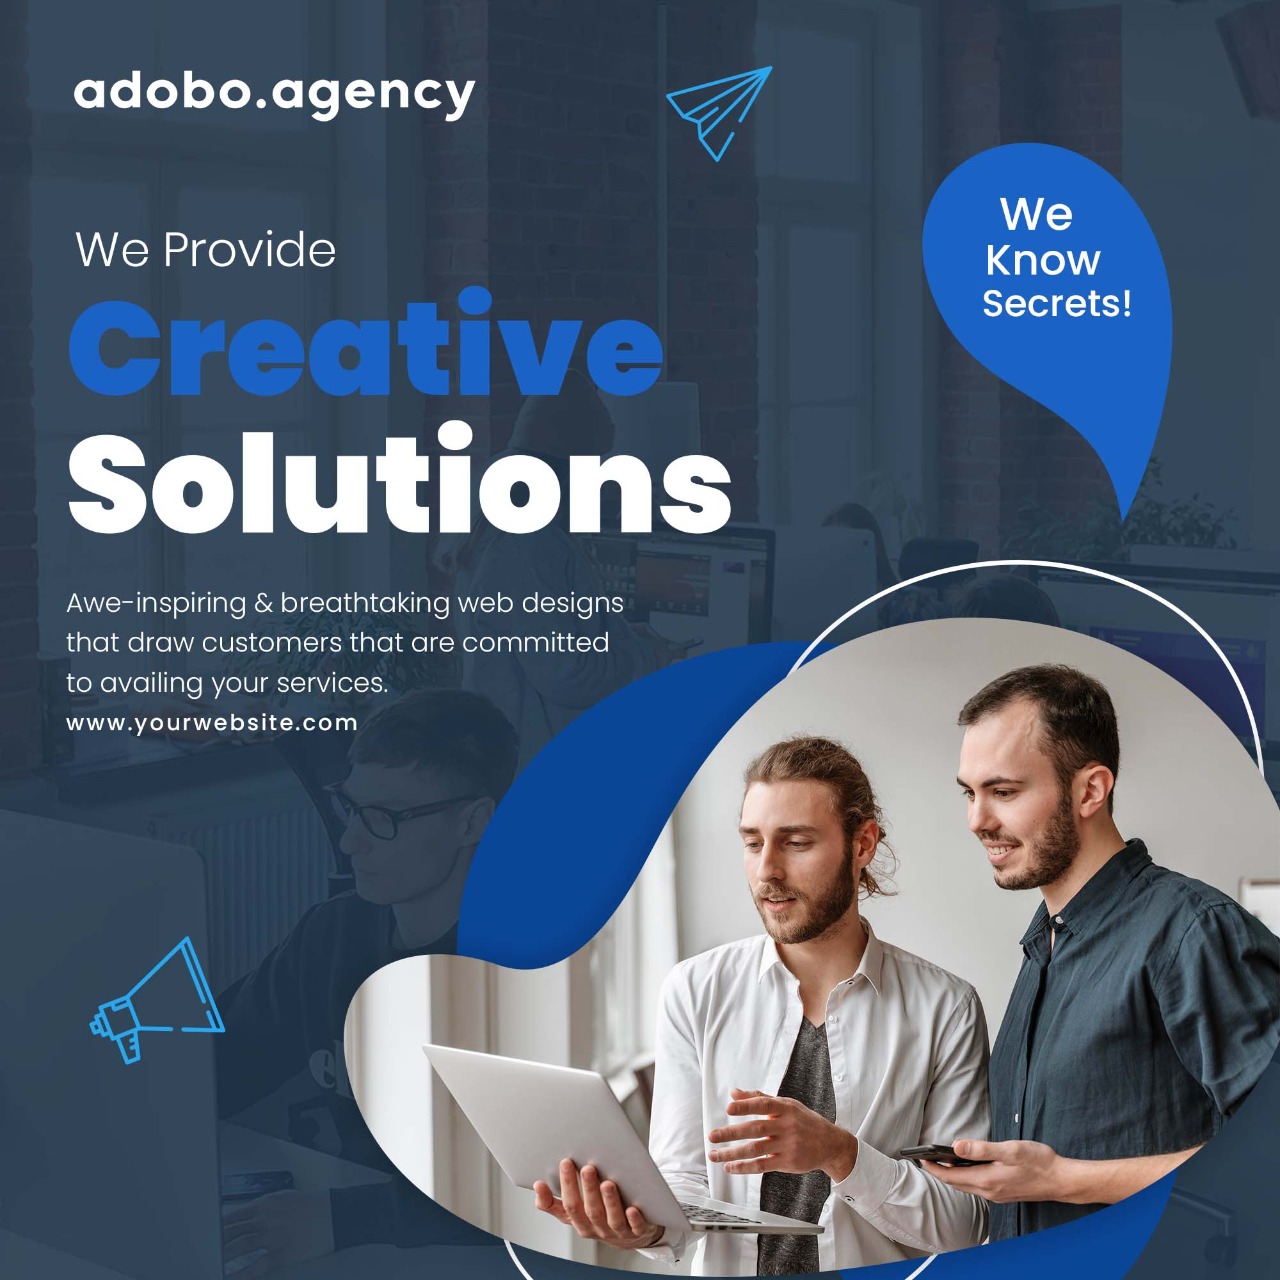 adobo.agency
We Provide
Creative
Solutions
Awe-inspiring & breathtaking web designs
that draw customers that are committed
to availing your services.
www.yourwebsite.com
We
Know
Secrets!